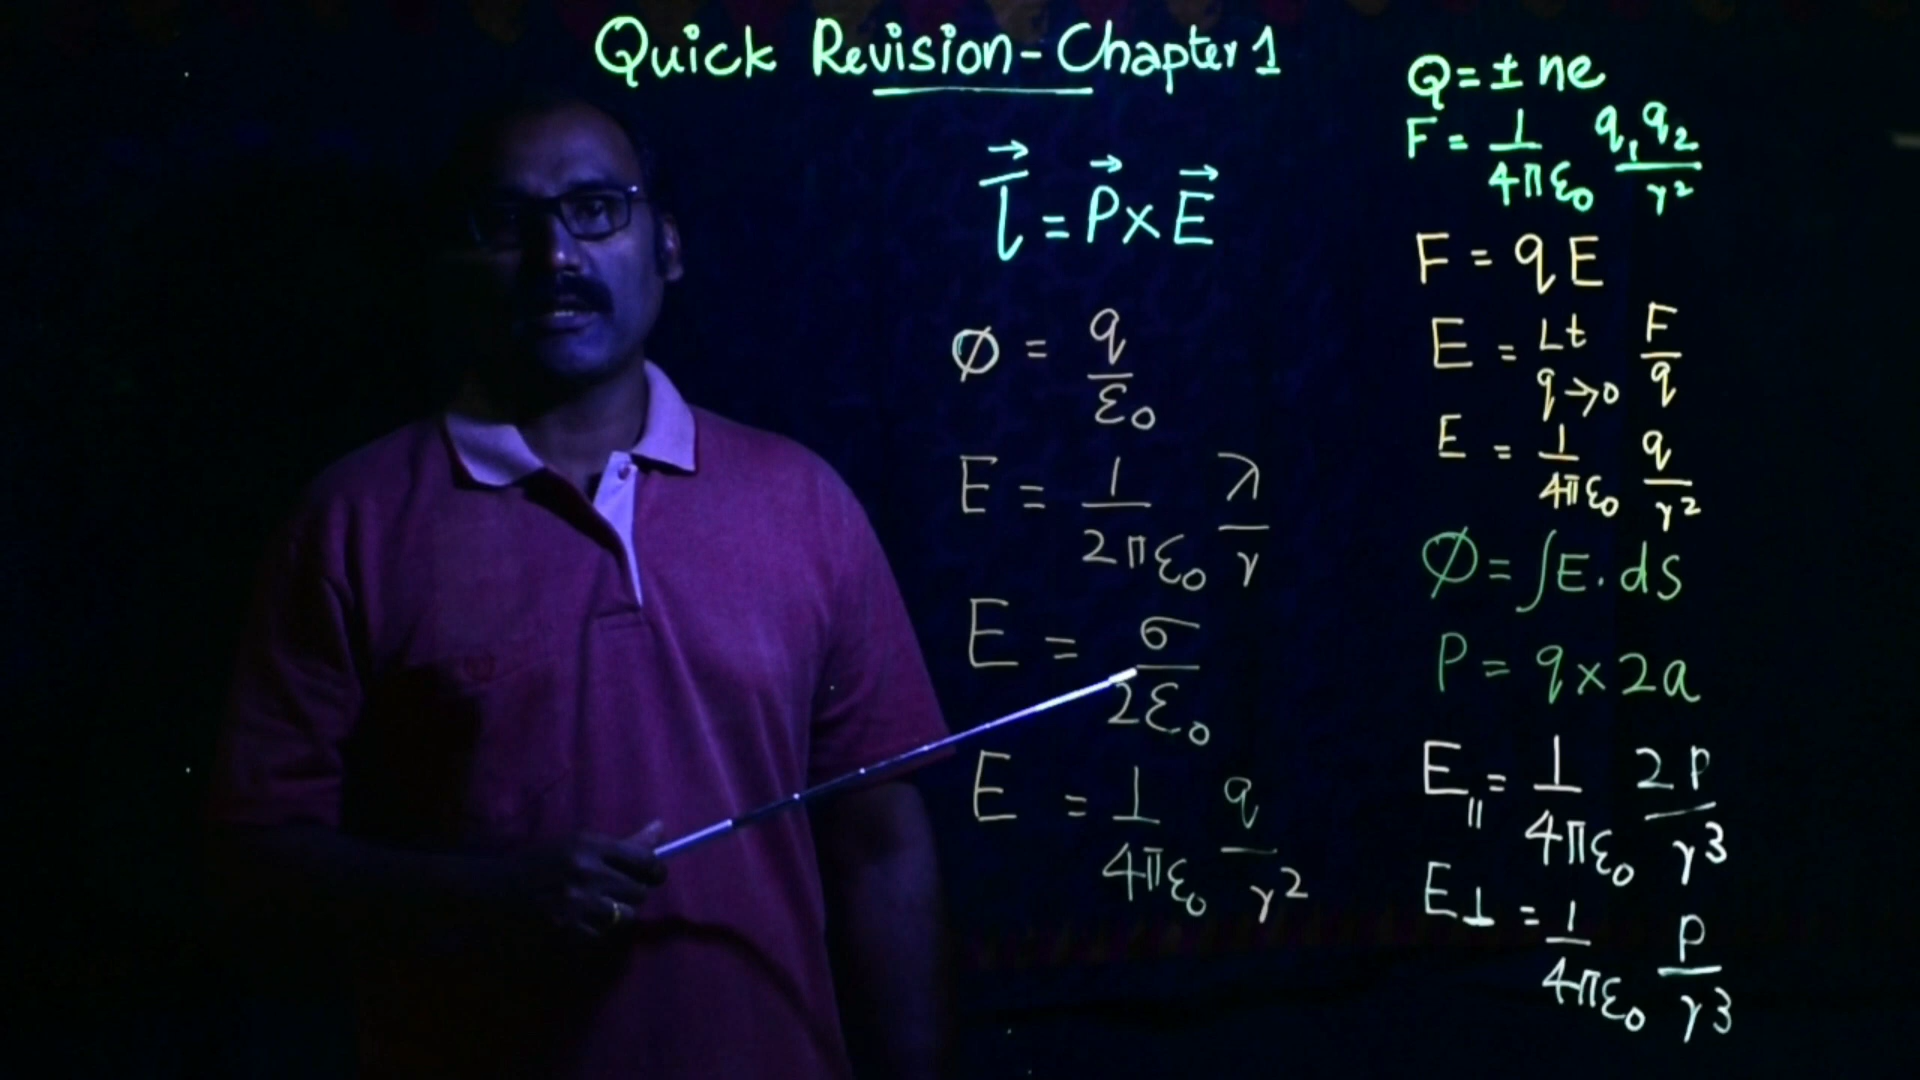 Quick Revision - Chapter 1
τ⃗ = P⃗ × E⃗
Ø = q/ε₀
E = 1/2πε₀ λ/r
E = σ/2ε₀
E = 1/4πε₀ q/r²
Q = ± ne
F = 1/4πε₀ q₁q₂/r²
F = qE
E = Lt q→0 F/q
E = 1/4πε₀ q/r²
Ø = ∫E . ds
P = q × 2a
E∥ = 1/4πε₀ 2P/r³
E⊥ = 1/4πε₀ P/r³